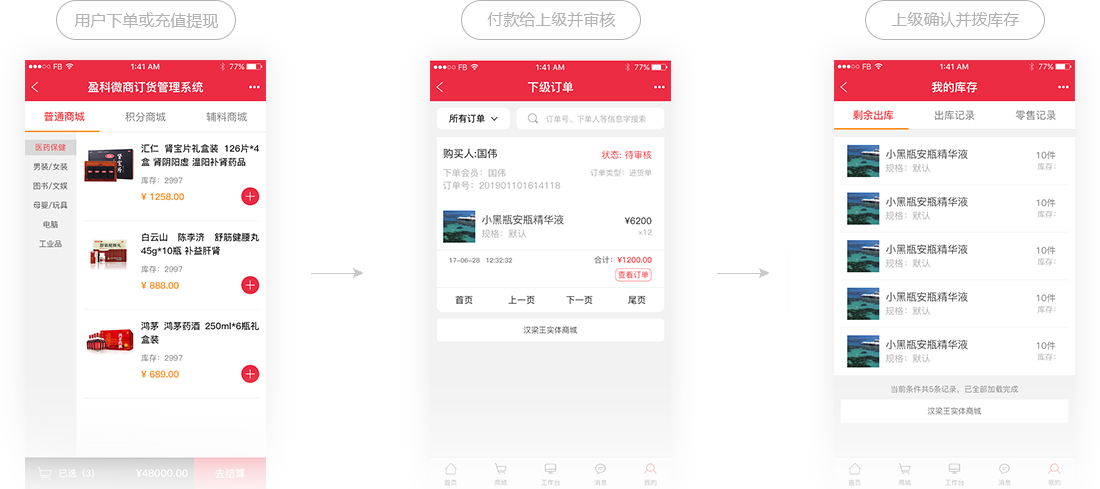 用户下单或充值提现
FB 1:41 AM 77%
盈科微商订货管理系统
普通商城 积分商城 辅料商城
医药保健
男装/女装
图书/文娱
母婴/玩具
电脑
工业品
汇仁 肾宝片礼盒装 126片*4
盒 肾阴阳虚 温阳补肾药品
库存：2997
¥ 1258.00
白云山 陈李济 舒筋健腰丸
45g*10瓶 补益肝肾
库存：2997
¥ 888.00
鸿茅 鸿茅药酒 250ml*6瓶礼
盒装
库存：2997
¥ 689.00
已选（3） ¥48000.00 去结算
付款给上级并审核
FB 1:41 AM 77%
下级订单
所有订单 订单号、下单人等信息字搜索
购买人:国伟 状态: 待审核
下单会员：国伟 订单类型：进货单
订单号：201901101614118
小黑瓶安瓶精华液 ¥6200
规格：默认 ×12
17-06-28 12:32:32 合计：¥1200.00
查看订单
首页 上一页 下一页 尾页
汉梁王实体商城
首页 商城 工作台 消息 我的
上级确认并拨库存
FB 1:41 AM 77%
我的库存
剩余出库 出库记录 零售记录
小黑瓶安瓶精华液 10件
规格：默认 库存：
小黑瓶安瓶精华液 10件
规格：默认 库存：
小黑瓶安瓶精华液 10件
规格：默认 库存：
小黑瓶安瓶精华液 10件
规格：默认 库存：
小黑瓶安瓶精华液 10件
规格：默认 库存：
当前条件共5条记录，已全部加载完成
汉梁王实体商城
首页 商城 工作台 消息 我的